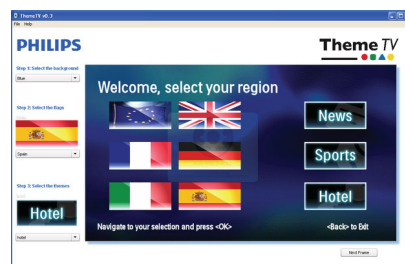 ThemeTV v0.3
File Help
PHILIPS
Theme TV
Step 1: Select the background
Blue
Step 2: Select the flags
Spain
Step 3: Select the themes
Hotel
Hotel
Welcome, select your region
News
Sports
Hotel
Navigate to your selection and press <OK>
<Back> to Exit
Next Frame